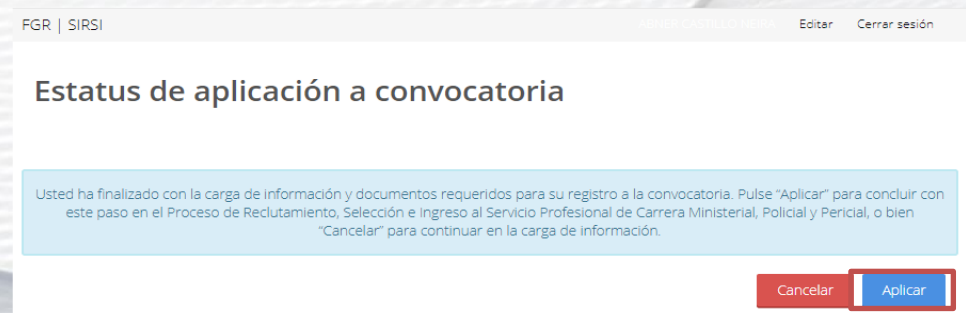 FGR | SIRSI
Editar Cerrar sesión
Estatus de aplicación a convocatoria
Usted ha finalizado con la carga de información y documentos requeridos para su registro a la convocatoria. Pulse “Aplicar” para concluir con
este paso en el Proceso de Reclutamiento, Selección e Ingreso al Servicio Profesional de Carrera Ministerial, Policial y Pericial, o bien
“Cancelar” para continuar en la carga de información.
Cancelar Aplicar